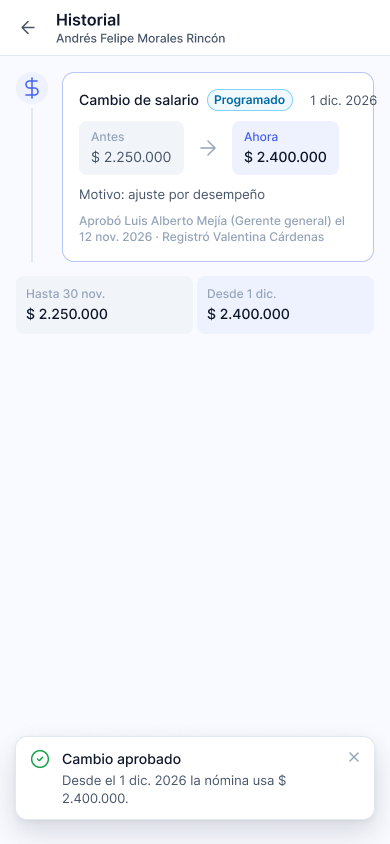 Historial
Andrés Felipe Morales Rincón
$
Cambio de salario Programado 1 dic. 2026
Antes
$ 2.250.000
Ahora
$ 2.400.000
Motivo: ajuste por desempeño
Aprobó Luis Alberto Mejía (Gerente general) el
12 nov. 2026 · Registró Valentina Cárdenas
Hasta 30 nov.
$ 2.250.000
Desde 1 dic.
$ 2.400.000
Cambio aprobado
Desde el 1 dic. 2026 la nómina usa $
2.400.000.